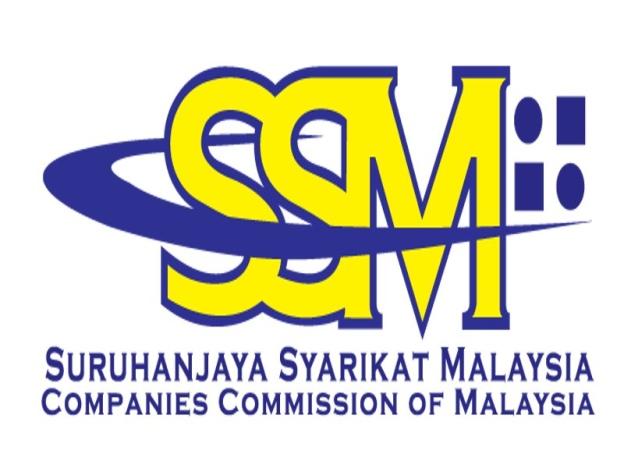 SSM
SURUHANJAYA SYARIKAT MALAYSIA
COMPANIES COMMISSION OF MALAYSIA